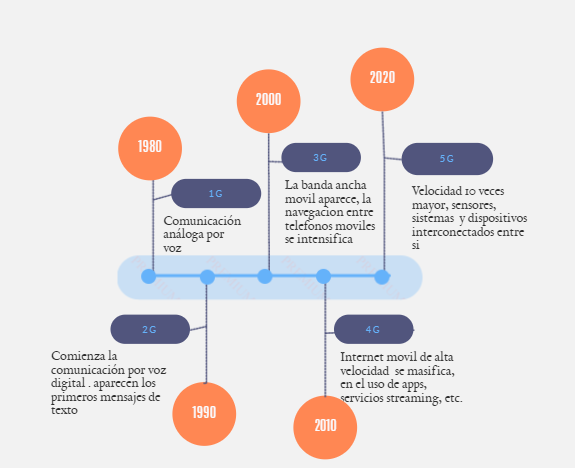 1980
1G
Comunicación
análoga por
voz
2G
Comienza la
comunicación por voz
digital . aparecen los
primeros mensajes de
texto
1990
2000
3G
La banda ancha
movil aparece, la
navegacion entre
telefonos moviles
se intensifica
4G
Internet movil de alta
velocidad se masifica,
en el uso de apps,
servicios streaming, etc.
2010
2020
5G
Velocidad 10 veces
mayor, sensores,
sistemas y dispositivos
interconectados entre
si